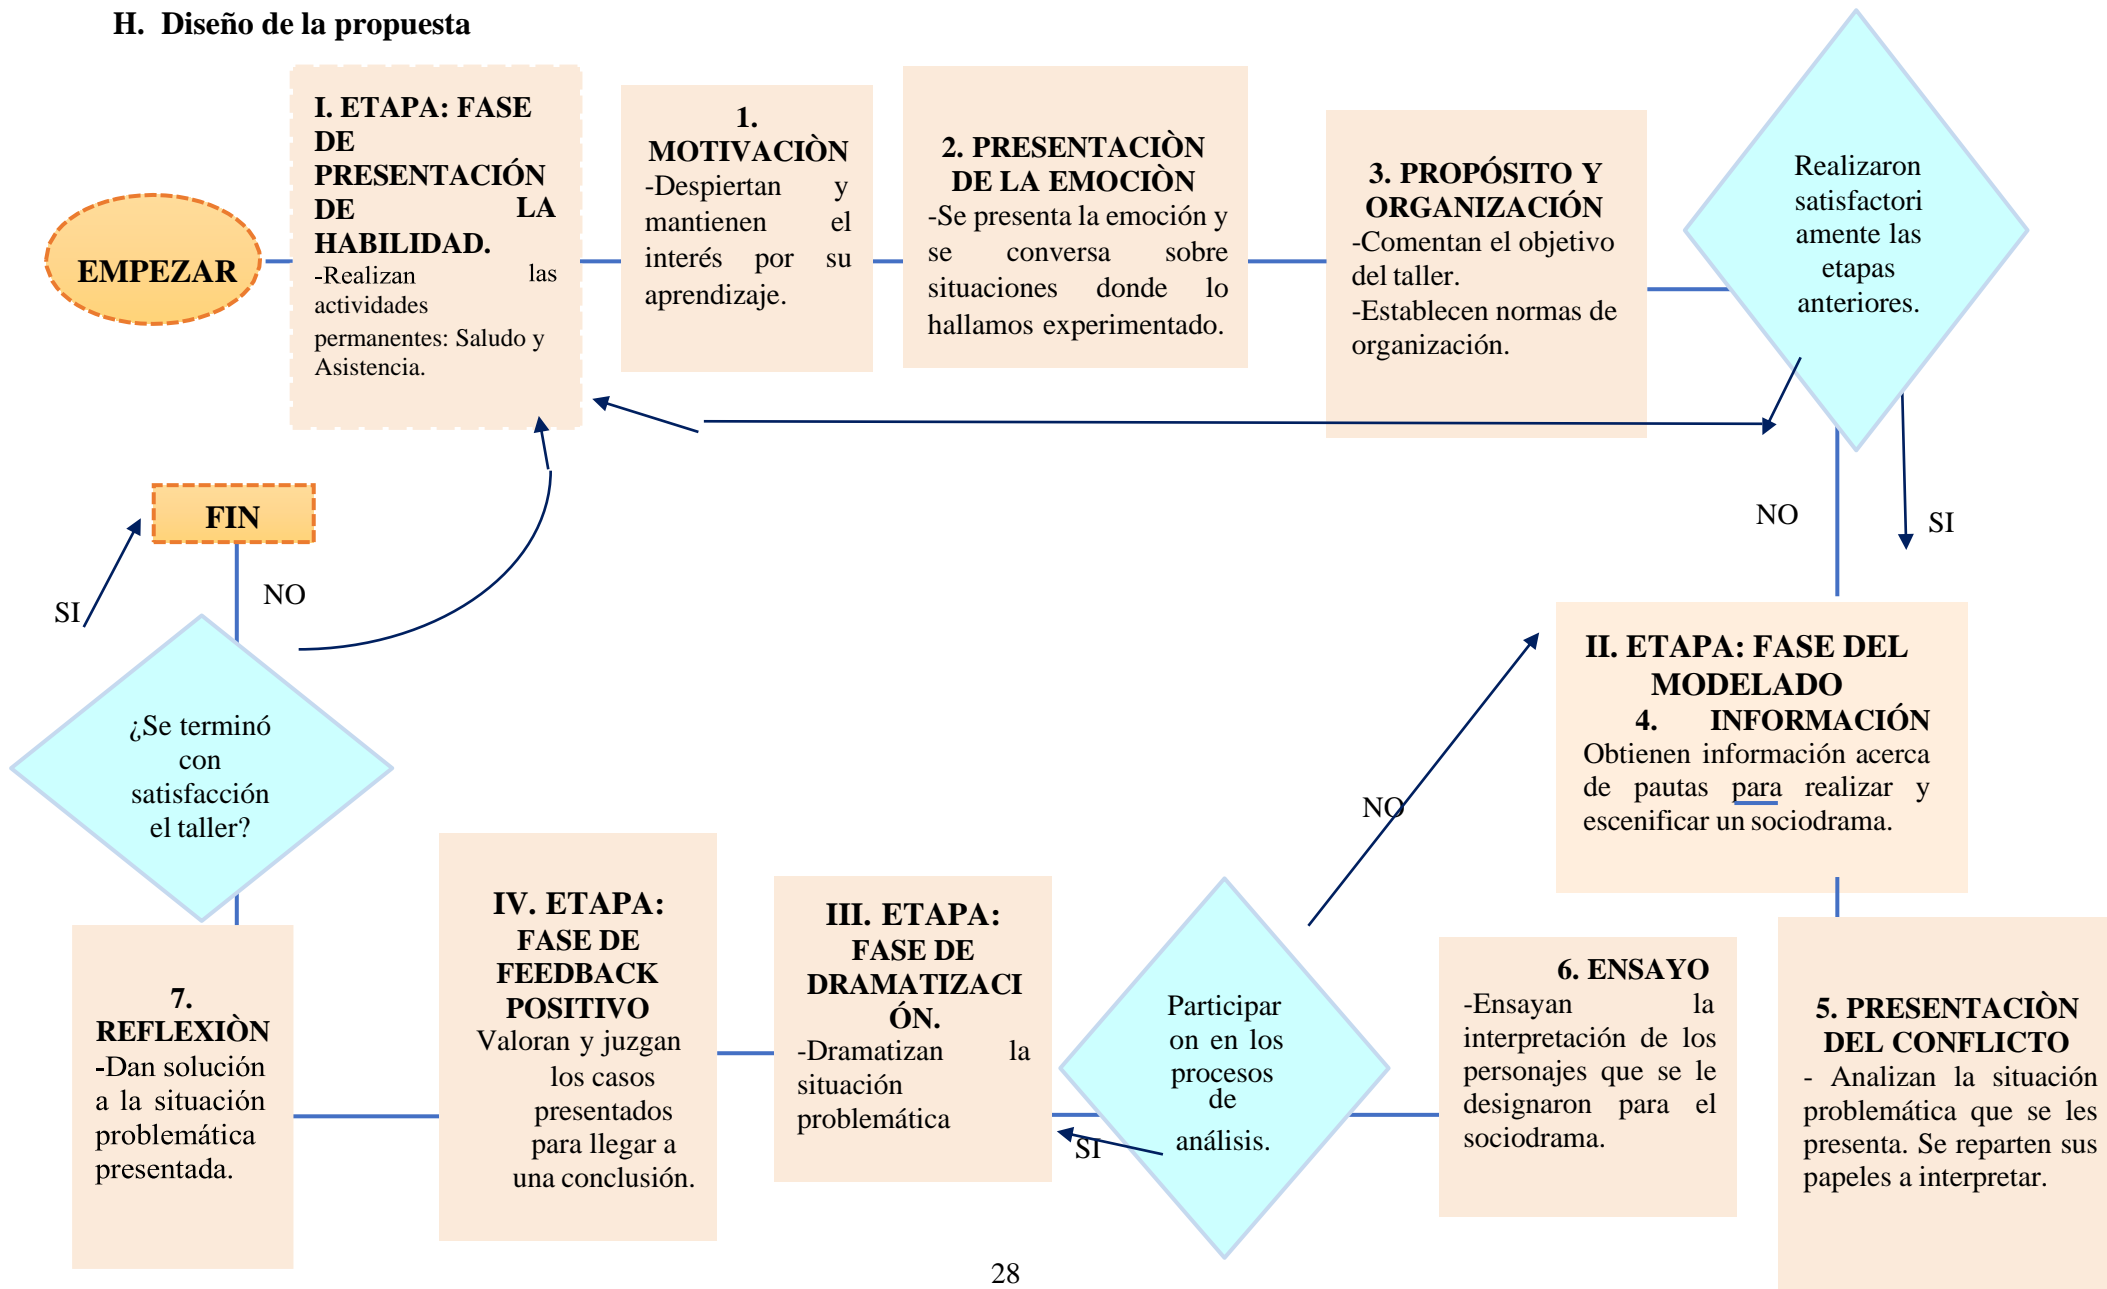 H. Diseño de la propuesta
EMPEZAR
I. ETAPA: FASE
DE
PRESENTACIÓN
DE LA
HABILIDAD.
-Realizan las
actividades
permanentes: Saludo y
Asistencia.
1.
MOTIVACIÒN
-Despiertan y
mantienen el
interés por su
aprendizaje.
2. PRESENTACIÒN
DE LA EMOCIÒN
-Se presenta la emoción y
se conversa sobre
situaciones donde lo
hallamos experimentado.
3. PROPÓSITO Y
ORGANIZACIÓN
-Comentan el objetivo
del taller.
-Establecen normas de
organización.
Realizaron
satisfactori
amente las
etapas
anteriores.
NO
SI
II. ETAPA: FASE DEL
MODELADO
4. INFORMACIÓN
Obtienen información acerca
de pautas para realizar y
escenificar un sociodrama.
5. PRESENTACIÒN
DEL CONFLICTO
- Analizan la situación
problemática que se les
presenta. Se reparten sus
papeles a interpretar.
6. ENSAYO
-Ensayan la
interpretación de los
personajes que se le
designaron para el
sociodrama.
Participar
on en los
procesos
de
análisis.
NO
SI
III. ETAPA:
FASE DE
DRAMATIZACI
ÓN.
-Dramatizan la
situación
problemática
IV. ETAPA:
FASE DE
FEEDBACK
POSITIVO
Valoran y juzgan
los casos
presentados
para llegar a
una conclusión.
7.
REFLEXIÒN
-Dan solución
a la situación
problemática
presentada.
¿Se terminó
con
satisfacción
el taller?
SI
NO
FIN
28